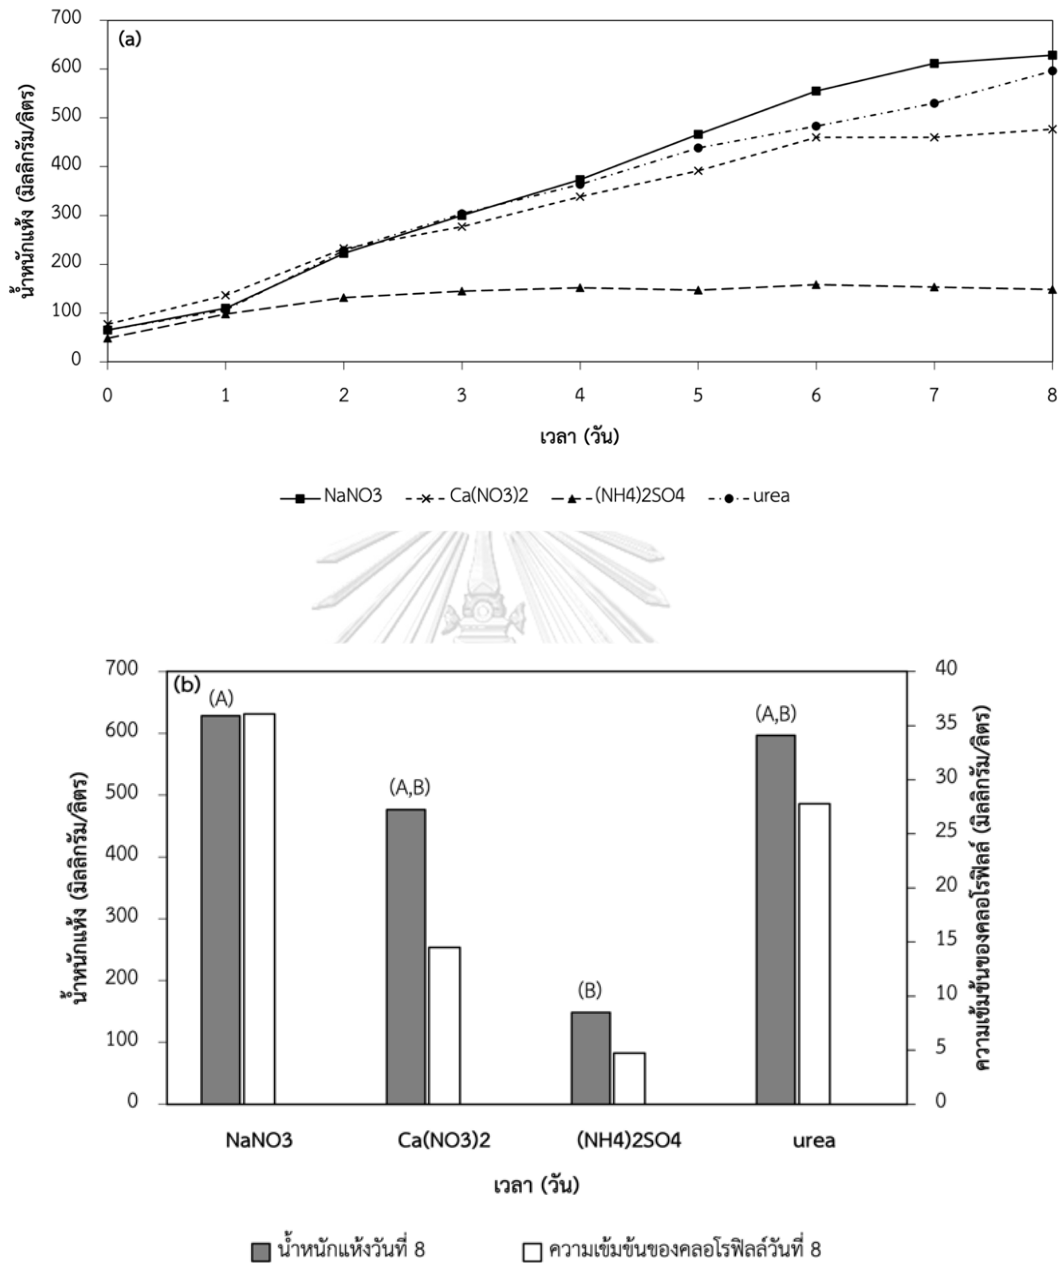 (a)
700
600
500
400
300
200
100
0
น้ำหนักแห้ง (มิลลิกรัม/ลิตร)
0 1 2 3 4 5 6 7 8
เวลา (วัน)
NaNO3 Ca(NO3)2 (NH4)2SO4 urea
(b)
700
600
500
400
300
200
100
0
น้ำหนักแห้ง (มิลลิกรัม/ลิตร)
(A) (A,B) (B) (A,B)
40
35
30
25
20
15
10
5
0
ความเข้มข้นของคลอโรฟิลล์ (มิลลิกรัม/ลิตร)
NaNO3 Ca(NO3)2 (NH4)2SO4 urea
เวลา (วัน)
น้ำหนักแห้งวันที่ 8 ความเข้มข้นของคลอโรฟิลล์วันที่ 8